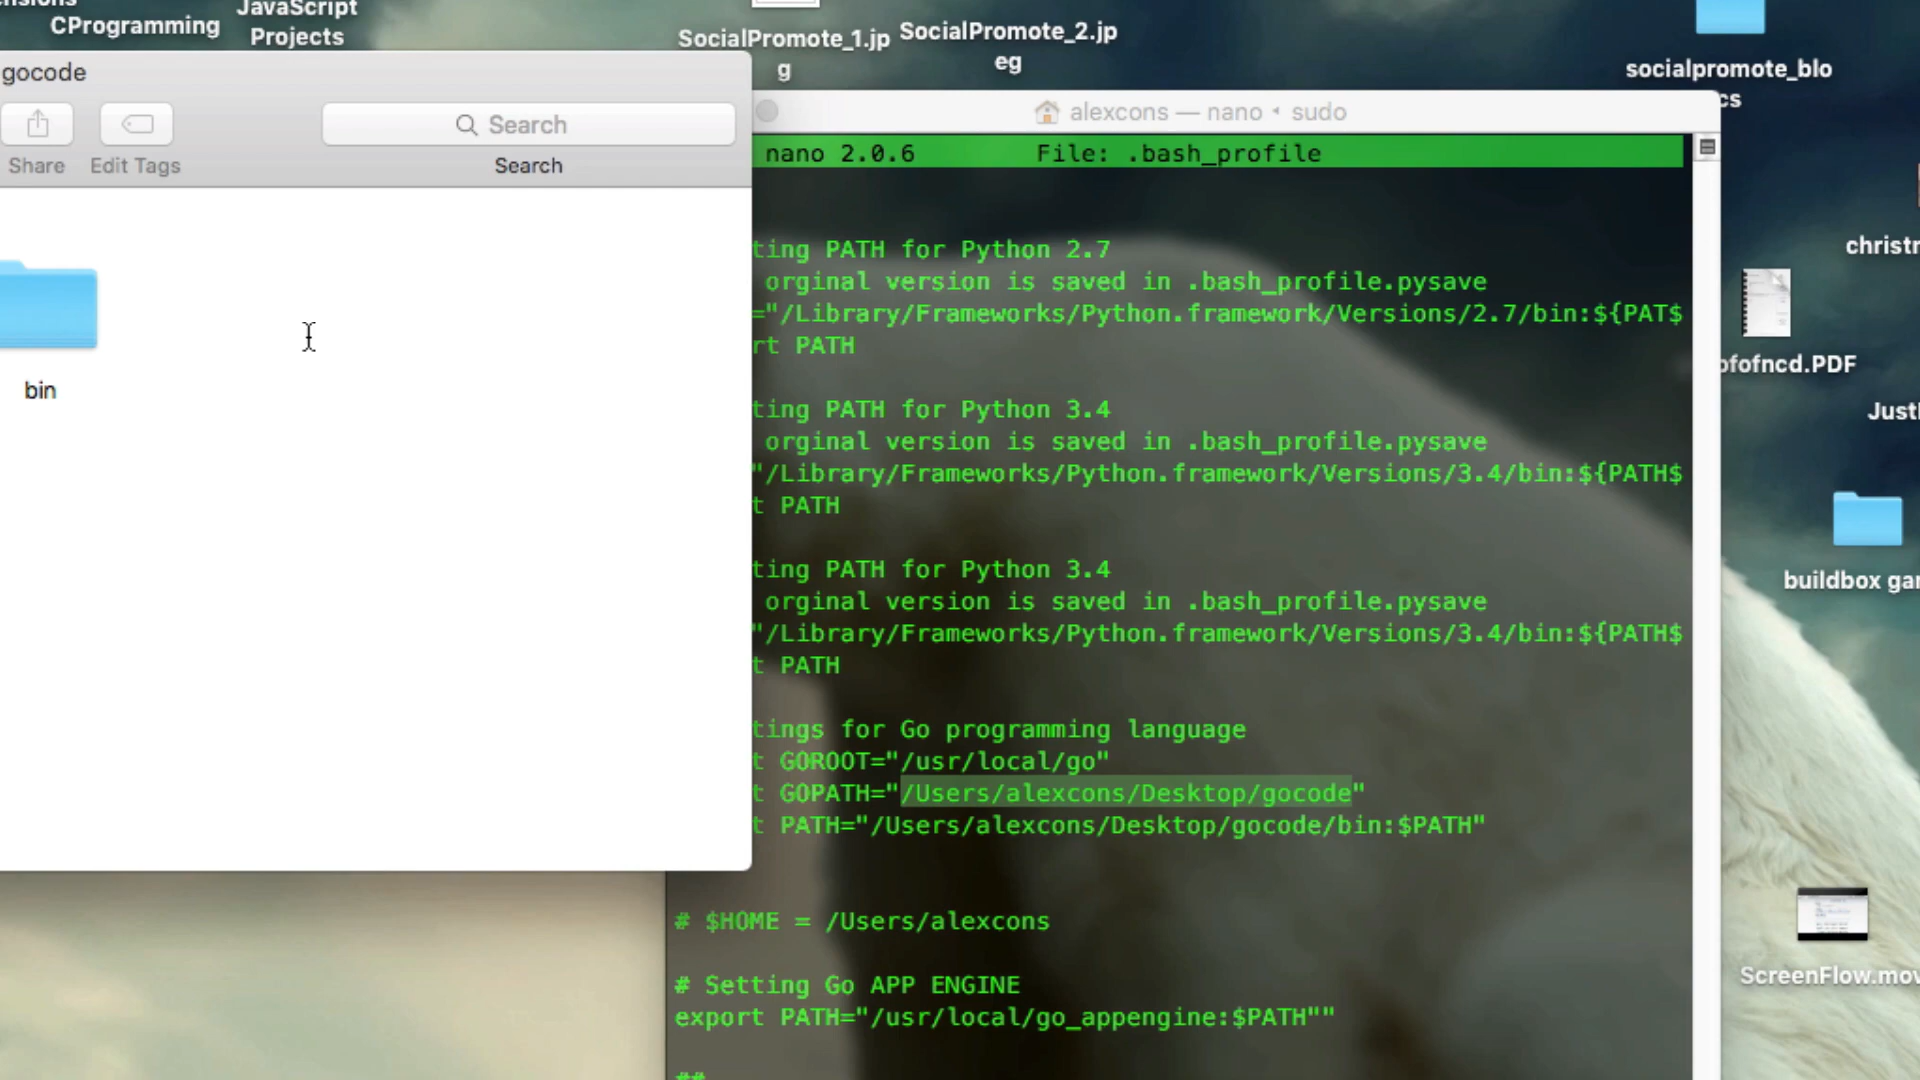 CProgramming
JavaScript
Projects
SocialPromote_1.jp
g
SocialPromote_2.jp
eg
socialpromote_blo
cs
gocode
Share
Edit Tags
Search
Search
alexcons — nano • sudo
nano 2.0.6 File: .bash_profile
ting PATH for Python 2.7
orginal version is saved in .bash_profile.pysave
="/Library/Frameworks/Python.framework/Versions/2.7/bin:${PAT$
rt PATH
ting PATH for Python 3.4
orginal version is saved in .bash_profile.pysave
"/Library/Frameworks/Python.framework/Versions/3.4/bin:${PATH$
t PATH
ting PATH for Python 3.4
orginal version is saved in .bash_profile.pysave
"/Library/Frameworks/Python.framework/Versions/3.4/bin:${PATH$
t PATH
tings for Go programming language
t GOROOT="/usr/local/go"
t GOPATH="/Users/alexcons/Desktop/gocode"
t PATH="/Users/alexcons/Desktop/gocode/bin:$PATH"
# $HOME = /Users/alexcons
# Setting Go APP ENGINE
export PATH="/usr/local/go_appengine:$PATH""
##
bin
christ
ofofncd.PDF
Just
buildbox ga
ScreenFlow.mov